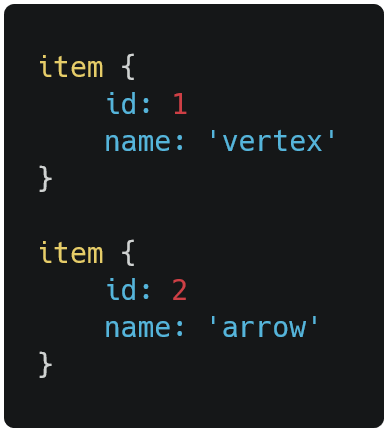 item {
    id: 1
    name: 'vertex'
}

item {
    id: 2
    name: 'arrow'
}